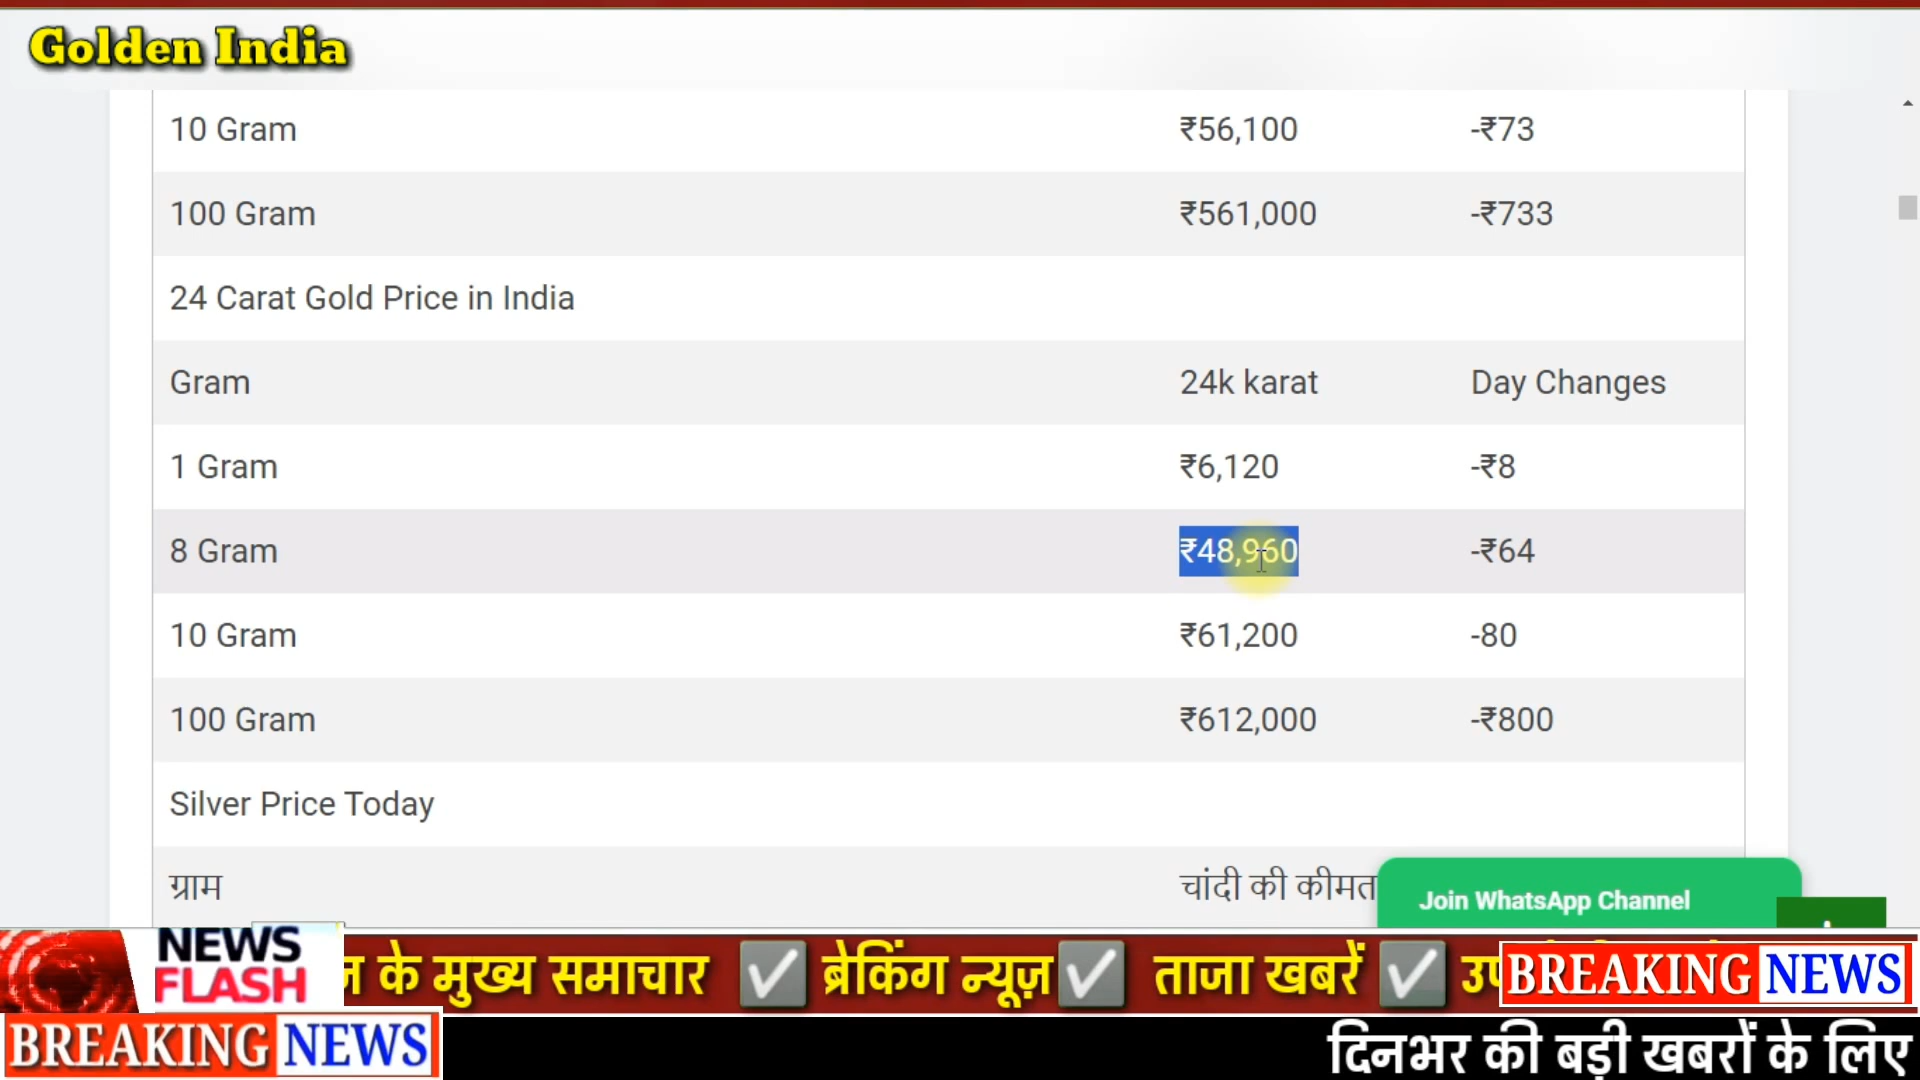 Golden India
10 Gram ₹56,100 -₹73
100 Gram ₹561,000 -₹733
24 Carat Gold Price in India
Gram 24k karat Day Changes
1 Gram ₹6,120 -₹8
8 Gram ₹48,960 -₹64
10 Gram ₹61,200 -80
100 Gram ₹612,000 -₹800
Silver Price Today
ग्राम चांदी की कीमत
Join WhatsApp Channel
NEWS
FLASH
के मुख्य समाचार ✅ ब्रेकिंग न्यूज़ ✅ ताजा खबरें ✅
BREAKING NEWS
BREAKING NEWS
दिनभर की बड़ी खबरों के लिए